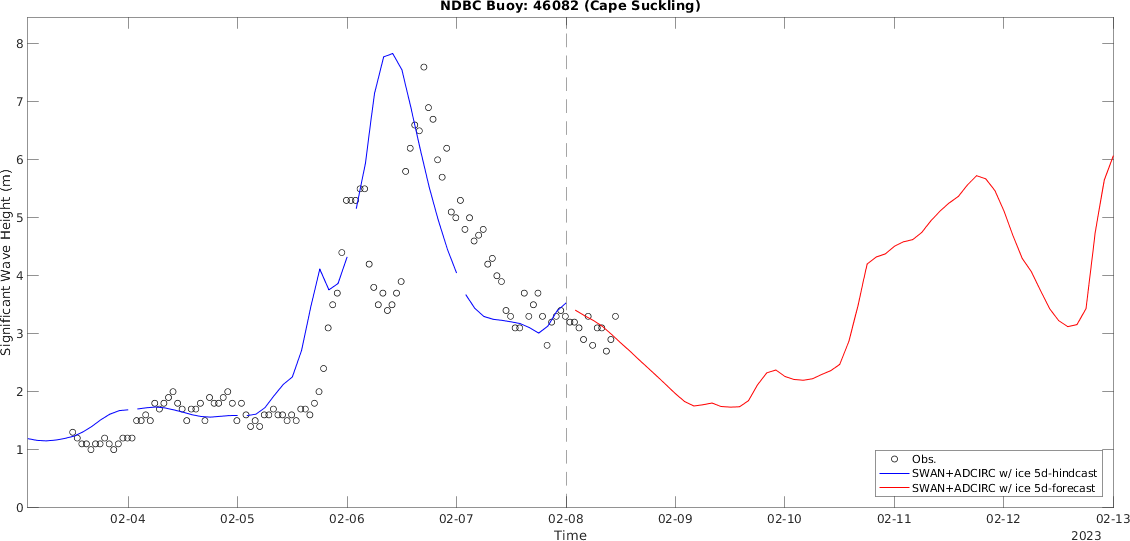 NDBC Buoy: 46082 (Cape Suckling)
8
7
6
5
4
3
2
1
0
Significant Wave Height (m)
Obs.
SWAN+ADCIRC w/ ice 5d-hindcast
SWAN+ADCIRC w/ ice 5d-forecast
02-04 02-05 02-06 02-07 02-08 02-09 02-10 02-11 02-12 02-13
Time
2023